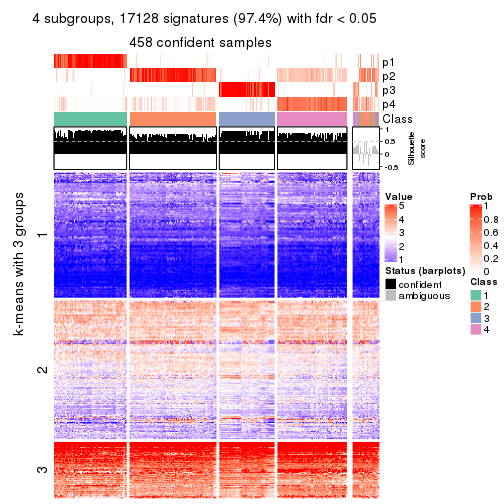 4 subgroups, 17128 signatures (97.4%) with fdr < 0.05
458 confident samples
p1
p2
p3
p4
Class
1
0.5
0
-0.5
Silhouette
score
k-means with 3 groups
1
2
3
Value
5
4
3
2
1
Status (barplots)
confident
ambiguous
Prob
1
0.8
0.6
0.4
0.2
0
Class
1
2
3
4